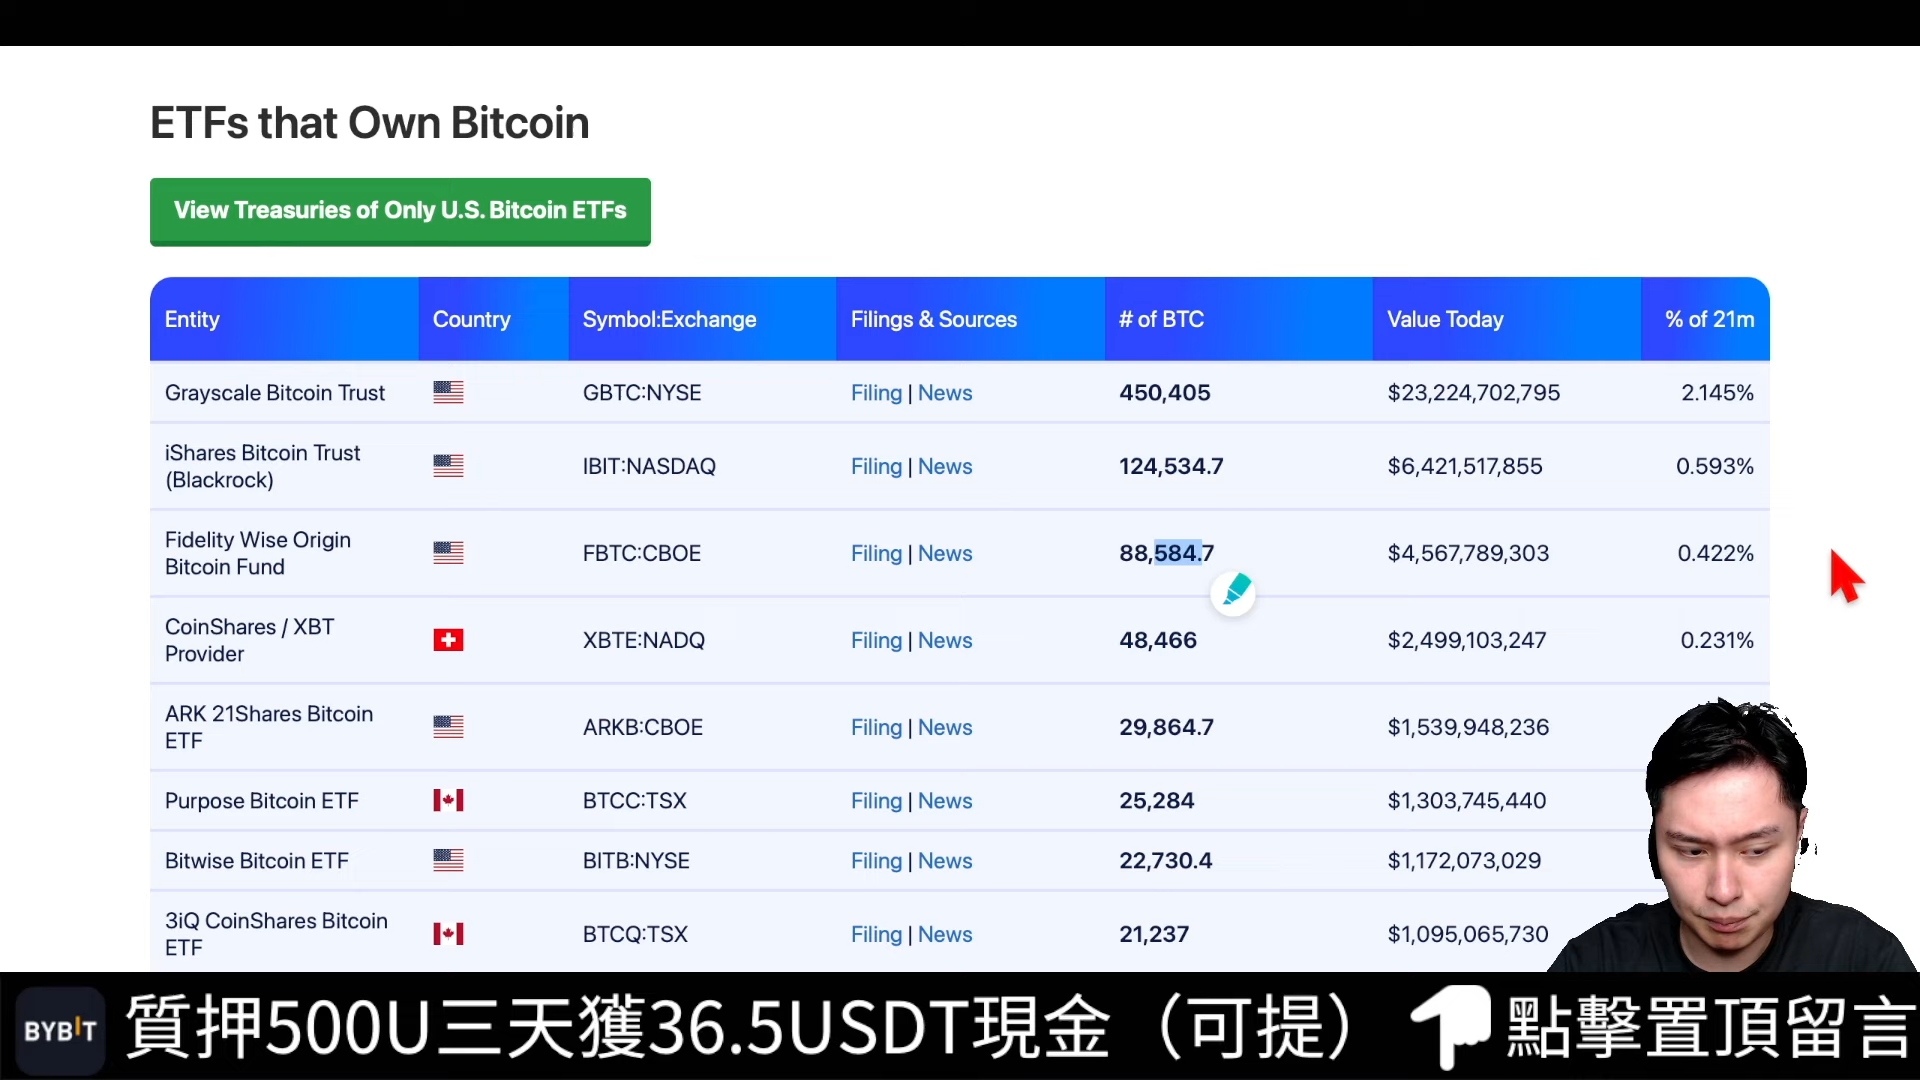 ETFs that Own Bitcoin
View Treasuries of Only U.S. Bitcoin ETFs
Entity Country Symbol:Exchange Filings & Sources # of BTC Value Today % of 21m
Grayscale Bitcoin Trust GBTC:NYSE Filing | News 450,405 $23,224,702,795 2.145%
iShares Bitcoin Trust
(Blackrock) IBIT:NASDAQ Filing | News 124,534.7 $6,421,517,855 0.593%
Fidelity Wise Origin
Bitcoin Fund FBTC:CBOE Filing | News 88,584.7 $4,567,789,303 0.422%
CoinShares / XBT
Provider XBTE:NADQ Filing | News 48,466 $2,499,103,247 0.231%
ARK 21Shares Bitcoin
ETF ARKB:CBOE Filing | News 29,864.7 $1,539,948,236
Purpose Bitcoin ETF BTCC:TSX Filing | News 25,284 $1,303,745,440
Bitwise Bitcoin ETF BITB:NYSE Filing | News 22,730.4 $1,172,073,029
3iQ CoinShares Bitcoin
ETF BTCQ:TSX Filing | News 21,237 $1,095,065,730
BYBIT 質押500U三天獲36.5USDT現金（可提） 點擊置頂留言